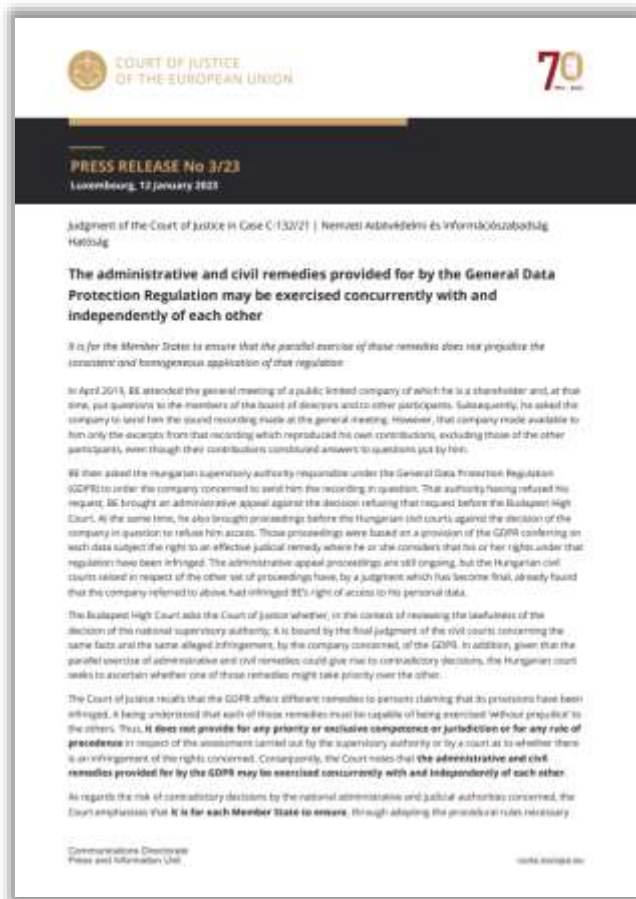 COURT OF JUSTICE
OF THE EUROPEAN UNION
70
PRESS RELEASE No 3/23
Luxembourg, 12 January 2023
Judgment of the Court of Justice in Case C-132/21 | Nemzeti Adatvédelmi és Információszabadság
Hatóság
The administrative and civil remedies provided for by the General Data
Protection Regulation may be exercised concurrently with and
independently of each other
It is for the Member States to ensure that the parallel exercise of those remedies does not prejudice the
consistent and homogeneous application of that regulation
In April 2019, BE attended the general meeting of a public limited company of which he is a shareholder and, at that
time, put questions to the members of the board of directors and to other participants. Subsequently, he asked the
company to send him the sound recording made at the general meeting. However, that company made available to
him only the excerpts from that recording which reproduced his own contributions, excluding those of the other
participants, even though their contributions constituted answers to questions put by him.
BE then asked the Hungarian supervisory authority responsible under the General Data Protection Regulation
(GDPR) to order the company concerned to send him the recording in question. That authority having refused his
request, BE brought an administrative appeal against the decision refusing that request before the Budapest High
Court. At the same time, he also brought proceedings before the Hungarian civil courts against the decision of the
company in question to refuse him access. Those proceedings were based on a provision of the GDPR conferring on
each data subject the right to an effective judicial remedy where he or she considers that his or her rights under that
regulation have been infringed. The administrative appeal proceedings are still ongoing, but the Hungarian civil
courts seized in respect of the other set of proceedings have, by a judgment which has become final, already found
that the company referred to above had infringed BE's right of access to his personal data.
The Budapest High Court asks the Court of Justice whether, in the context of reviewing the lawfulness of the
decision of the national supervisory authority, it is bound by the final judgment of the civil courts concerning the
same facts and the same alleged infringement, by the company concerned, of the GDPR. In addition, given that the
parallel exercise of administrative and civil remedies could give rise to contradictory decisions, the Hungarian court
seeks to ascertain whether one of those remedies might take priority over the other.
The Court of Justice recalls that the GDPR offers different remedies to persons claiming that its provisions have been
infringed, it being understood that each of those remedies must be capable of being exercised 'without prejudice' to
the others. Thus, it does not provide for any priority or exclusive competence or jurisdiction or for any rule of
precedence in respect of the assessment carried out by the supervisory authority or by a court as to whether there
is an infringement of the rights concerned. Consequently, the Court notes that the administrative and civil
remedies provided for by the GDPR may be exercised concurrently with and independently of each other.
As regards the risk of contradictory decisions by the national administrative and judicial authorities concerned, the
Court emphasises that it is for each Member State to ensure, through adopting the procedural rules necessary
Communications Directorate
Press and Information Unit
curia.europa.eu